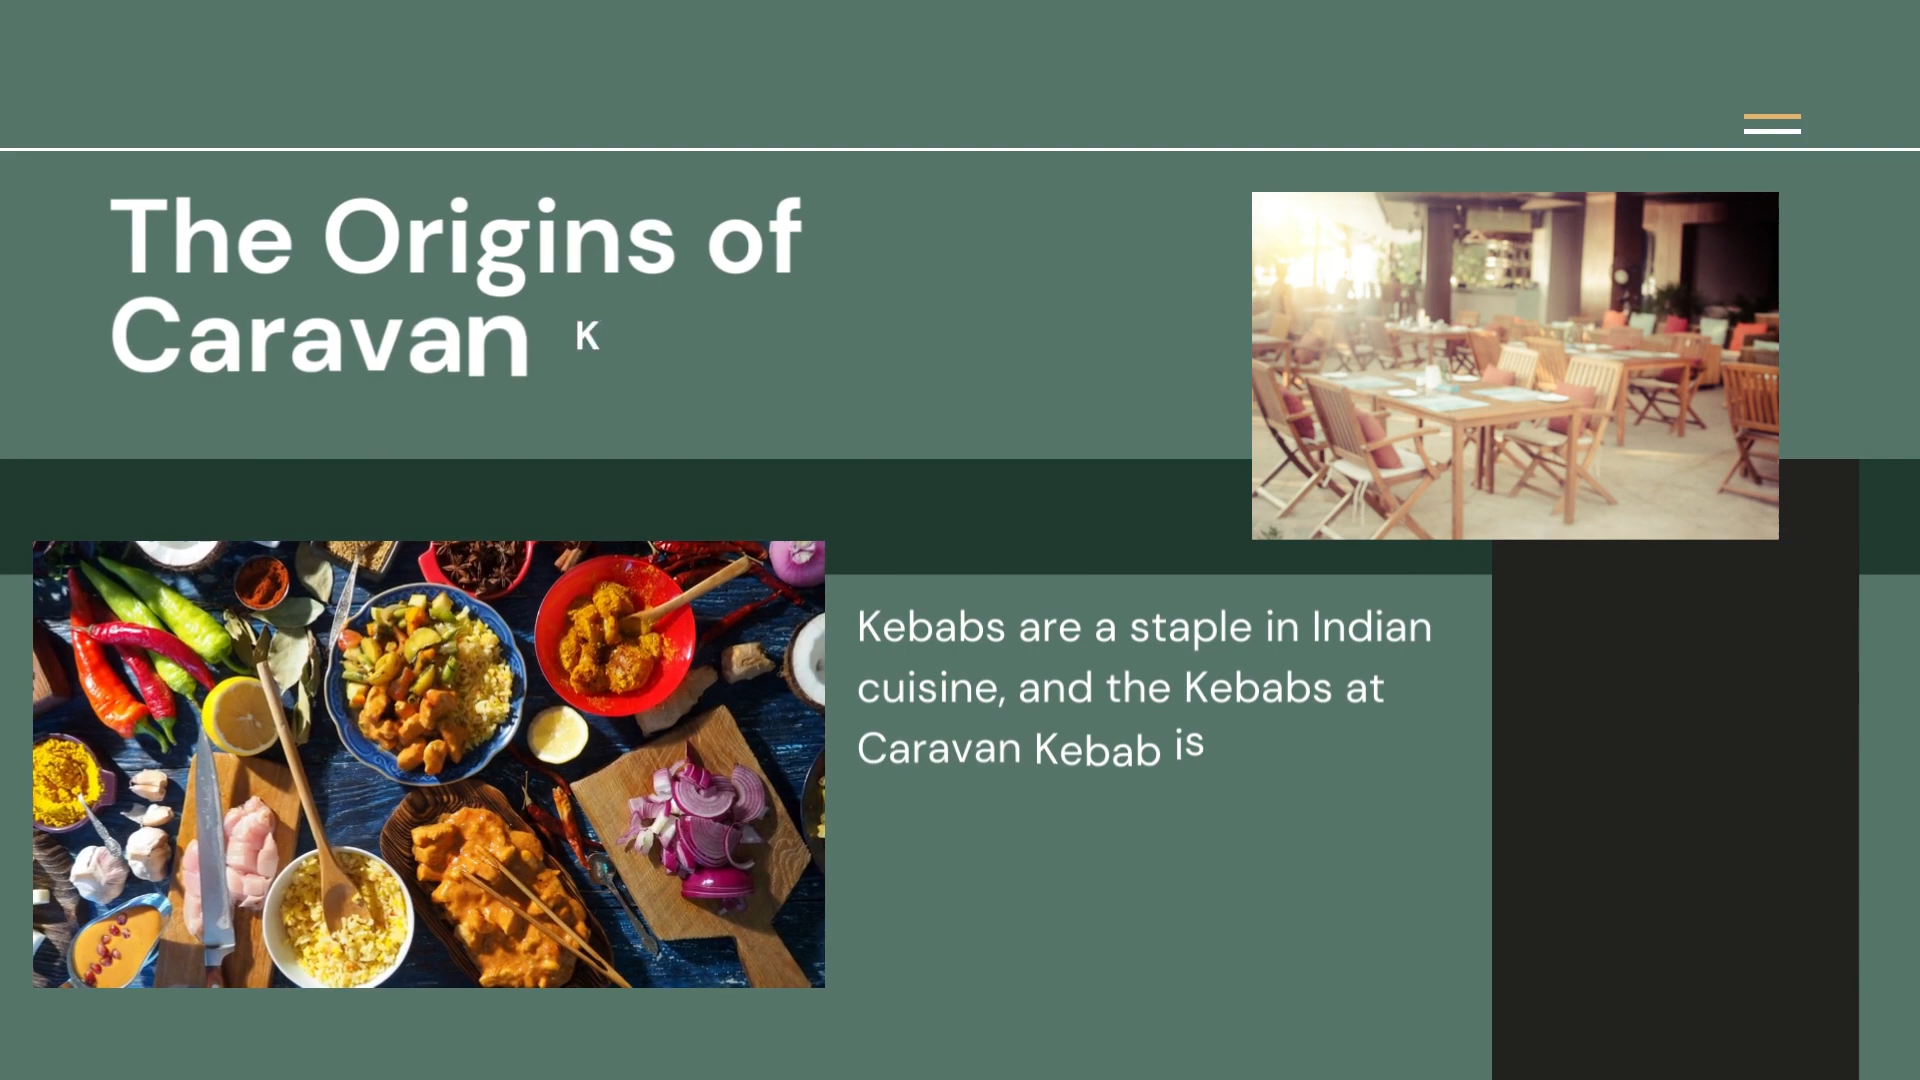 The Origins of
Caravan K
Kebabs are a staple in Indian
cuisine, and the Kebabs at
Caravan Kebab is